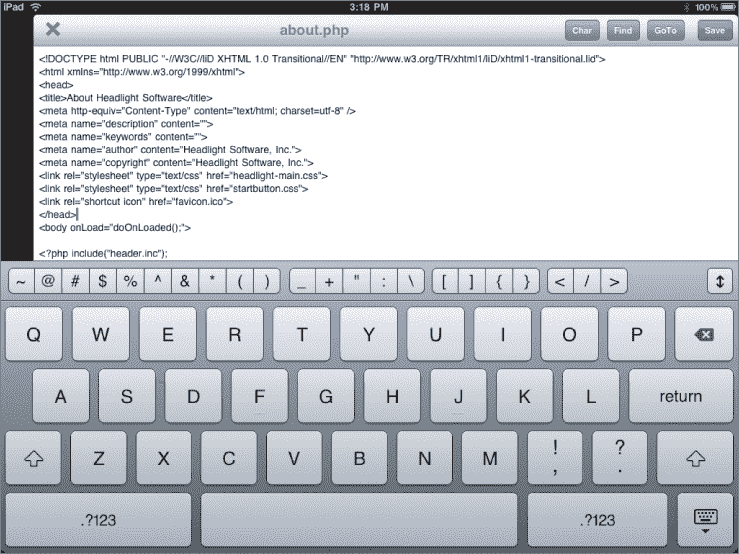 iPad 3:18 PM 100%
about.php Char Find GoTo Save
<!DOCTYPE html PUBLIC "-//W3C//liD XHTML 1.0 Transitional//EN" "http://www.w3.org/TR/xhtml1/liD/xhtml1-transitional.lid">
<html xmlns="http://www.w3.org/1999/xhtml">
<head>
<title>About Headlight Software</title>
<meta http-equiv="Content-Type" content="text/html; charset=utf-8" />
<meta name="description" content="">
<meta name="keywords" content="">
<meta name="author" content="Headlight Software, Inc.">
<meta name="copyright" content="Headlight Software, Inc.">
<link rel="stylesheet" type="text/css" href="headlight-main.css">
<link rel="stylesheet" type="text/css" href="startbutton.css">
<link rel="shortcut icon" href="favicon.ico">
</head>
<body onLoad="doOnLoaded();">
<?php include("header.inc");
~ @ # $ % ^ & * ( ) _ + " : \ [ ] { } < / >
Q W E R T Y U I O P
A S D F G H J K L return
Z X C V B N M ! , ? .
.?123 .?123